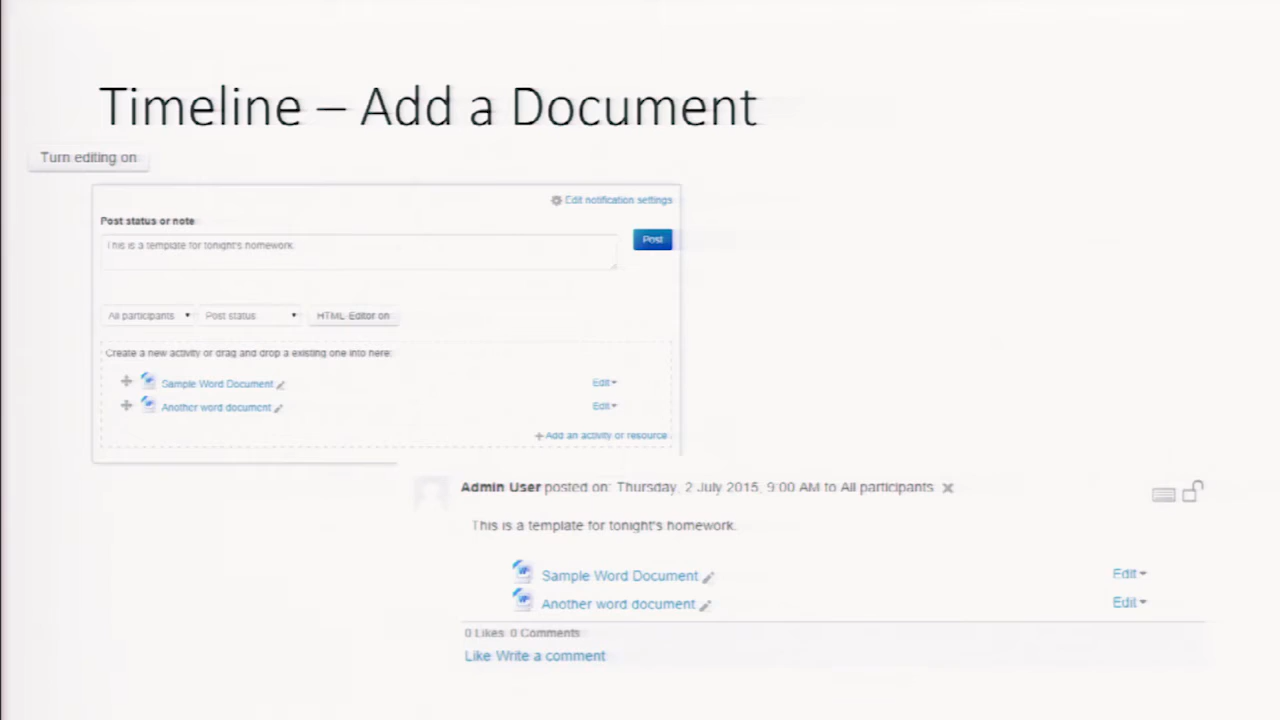 Timeline – Add a Document
Turn editing on
Edit notification settings
Post status or note
This is a template for tonight's homework.
Post
All participants
Post status
HTML-Editor on
Create a new activity or drag and drop a existing one into here:
Sample Word Document
Edit
Another word document
Edit
Add an activity or resource
Admin User posted on: Thursday, 2 July 2015, 9:00 AM to All participants
This is a template for tonight's homework.
Sample Word Document
Edit
Another word document
Edit
0 Likes 0 Comments
Like Write a comment